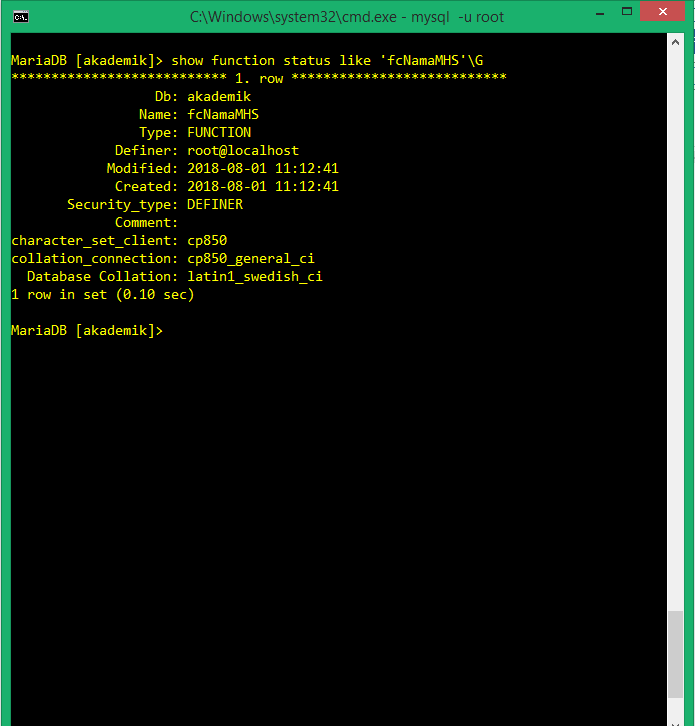 C:\Windows\system32\cmd.exe - mysql  -u root
MariaDB [akademik]> show function status like 'fcNamaMHS'\G
*************************** 1. row ***************************
                  Db: akademik
                Name: fcNamaMHS
                Type: FUNCTION
             Definer: root@localhost
            Modified: 2018-08-01 11:12:41
             Created: 2018-08-01 11:12:41
       Security_type: DEFINER
             Comment:
character_set_client: cp850
collation_connection: cp850_general_ci
  Database Collation: latin1_swedish_ci
1 row in set (0.10 sec)
MariaDB [akademik]>